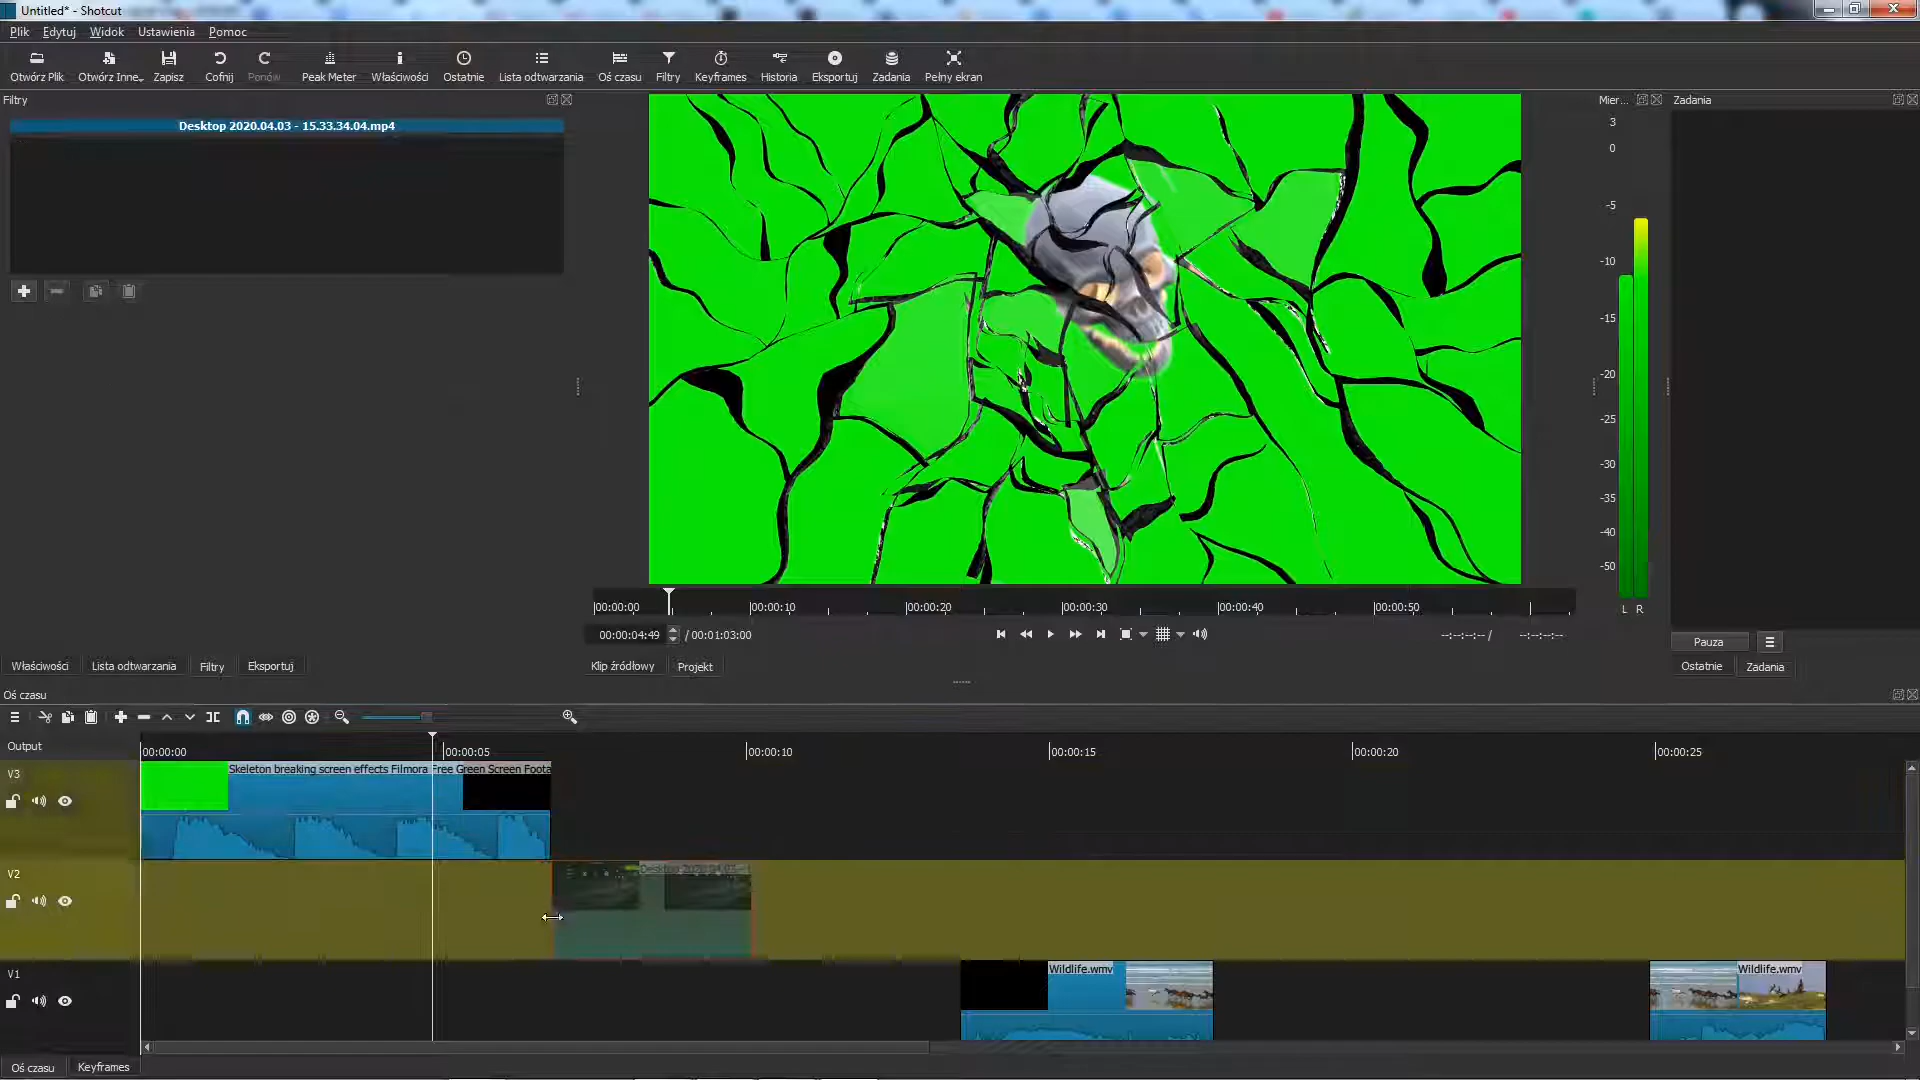 Untitled* - Shotcut
Plik Edytuj Widok Ustawienia Pomoc
Otwórz Plik Otwórz Inne... Zapisz Cofnij Ponów Peak Meter Właściwości Ostatnie Lista odtwarzania Oś czasu Filtry Keyframes Historia Eksportuj Zadania Pełny ekran
Filtry
Desktop 2020.04.03 - 15.33.34.04.mp4
Mier...
3
0
-5
-10
-15
-20
-25
-30
-35
-40
-50
L R
Zadania
Pauza
Ostatnie Zadania
00:00:00 00:00:10 00:00:20 00:00:30 00:00:40 00:00:50
00:00:04:49 / 00:01:03:00
--:--:--:-- / --:--:--:--
Właściwości Lista odtwarzania Filtry Eksportuj
Klip źródłowy Projekt
Oś czasu
Output
00:00:00 00:00:05 00:00:10 00:00:15 00:00:20 00:00:25
V3
Skeleton breaking screen effects Filmora Free Green Screen Foota
V2
V1
Wildlife.wmv
Wildlife.wmv
Oś czasu Keyframes